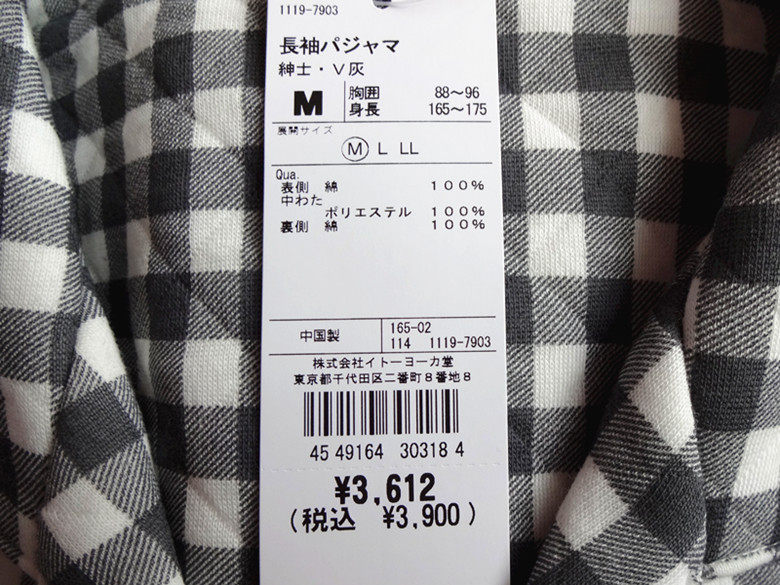 1119-7903
長袖パジャマ
紳士・V灰
M 胸囲 88〜96
身長 165〜175
展開サイズ
M L LL
Qua.
表側 綿 100%
中わた
ポリエステル 100%
裏側 綿 100%
中国製 165-02
114 1119-7903
株式会社イトーヨーカ堂
東京都千代田区二番町8番地8
45 49164 30318 4
¥3,612
(税込 ¥3,900)